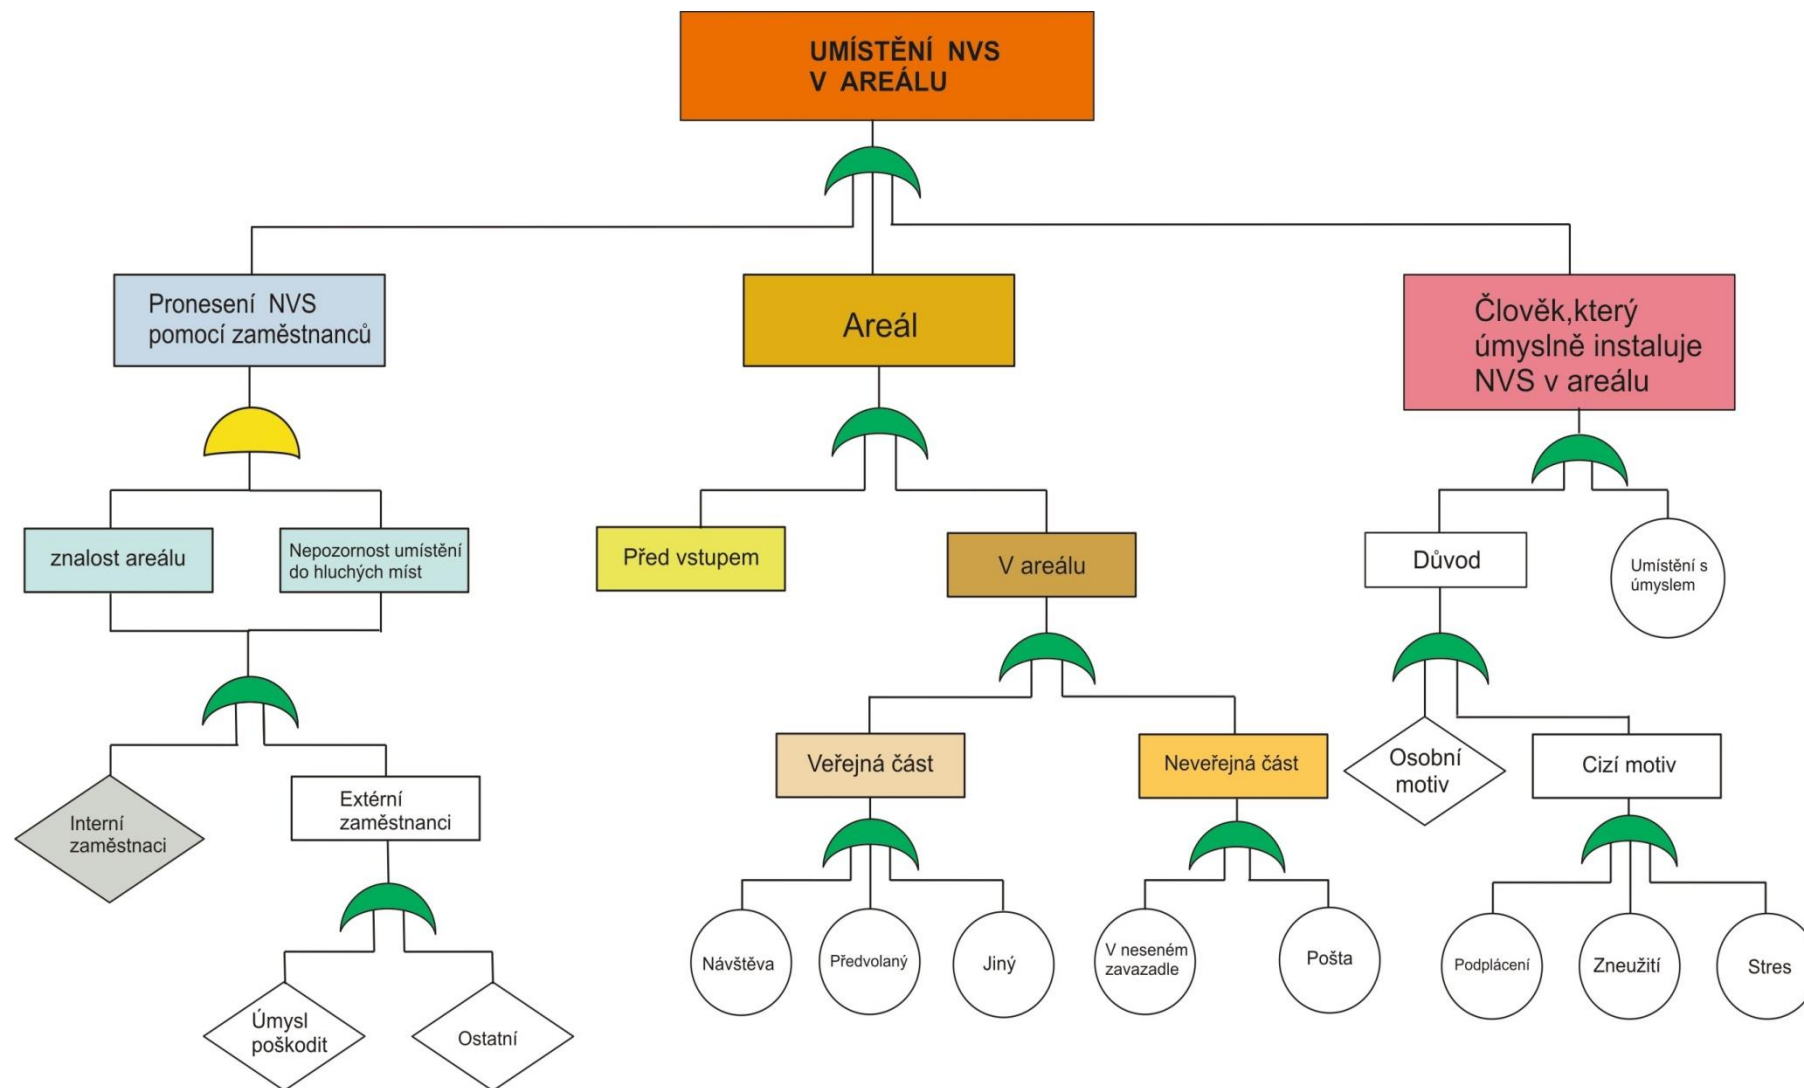 UMÍSTĚNÍ NVS
V AREÁLU
Pronesení NVS
pomocí zaměstnanců
Areál
Člověk,který
úmyslně instaluje
NVS v areálu
znalost areálu
Nepozornost umístění
do hluchých míst
Před vstupem
V areálu
Důvod
Umístění s
úmyslem
Interní
zaměstnaci
Extérní
zaměstnanci
Veřejná část
Neveřejná část
Osobní
motiv
Cizí motiv
Úmysl
poškodit
Ostatní
Návštěva
Předvolaný
Jiný
V neseném
zavazadle
Pošta
Podplácení
Zneužití
Stres